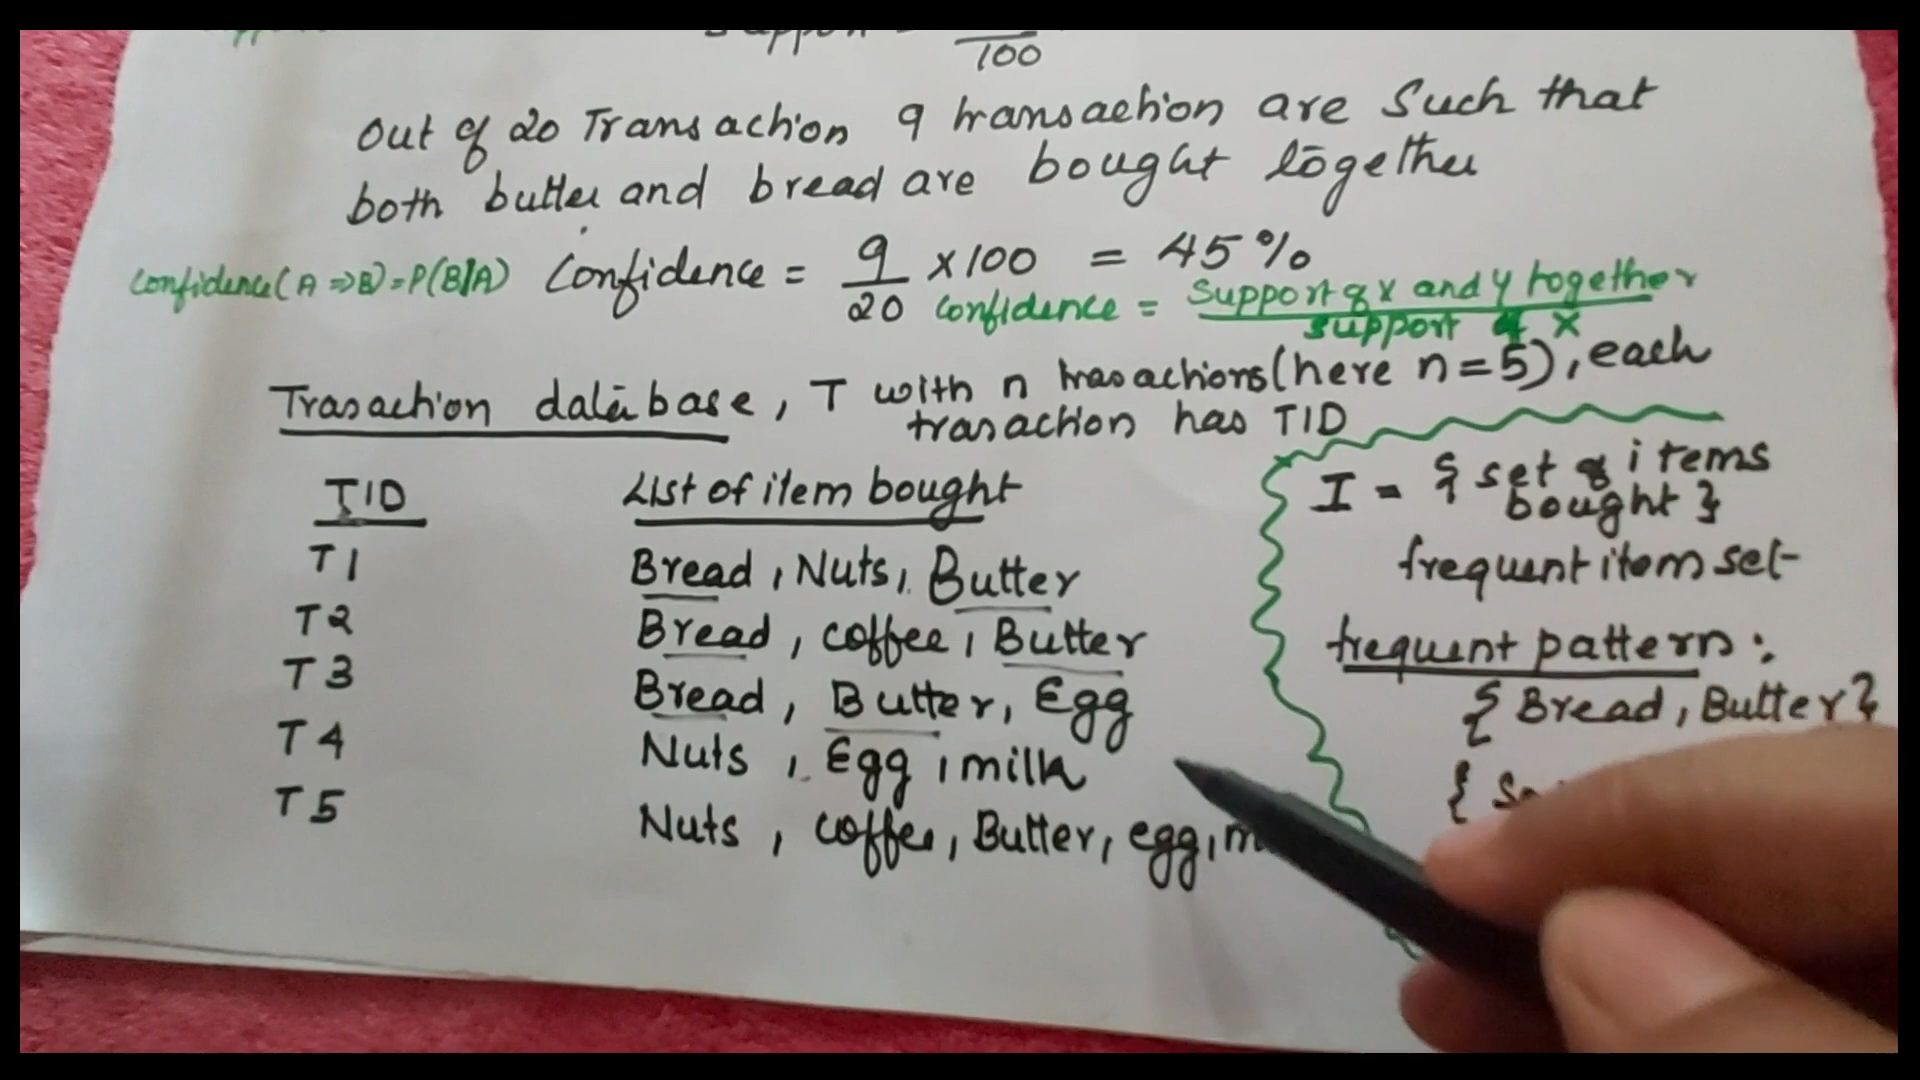 100
out of 20 Transaction 9 transaction are such that
both butter and bread are bought together
Confidence (A => B) = P(B/A) Confidence = 9/20 x 100 = 45%
Confidence = Support of X and Y together / Support of X
Trasaction database, T with n trasactions (here n=5), each
transaction has TID
TID List of item bought
T1 Bread, Nuts, Butter
T2 Bread, coffee, Butter
T3 Bread, Butter, Egg
T4 Nuts, Egg, milk
T5 Nuts, coffee, Butter, egg,
I = { set of items
bought }
frequent item set
frequent pattern:
{ Bread, Butter }
{